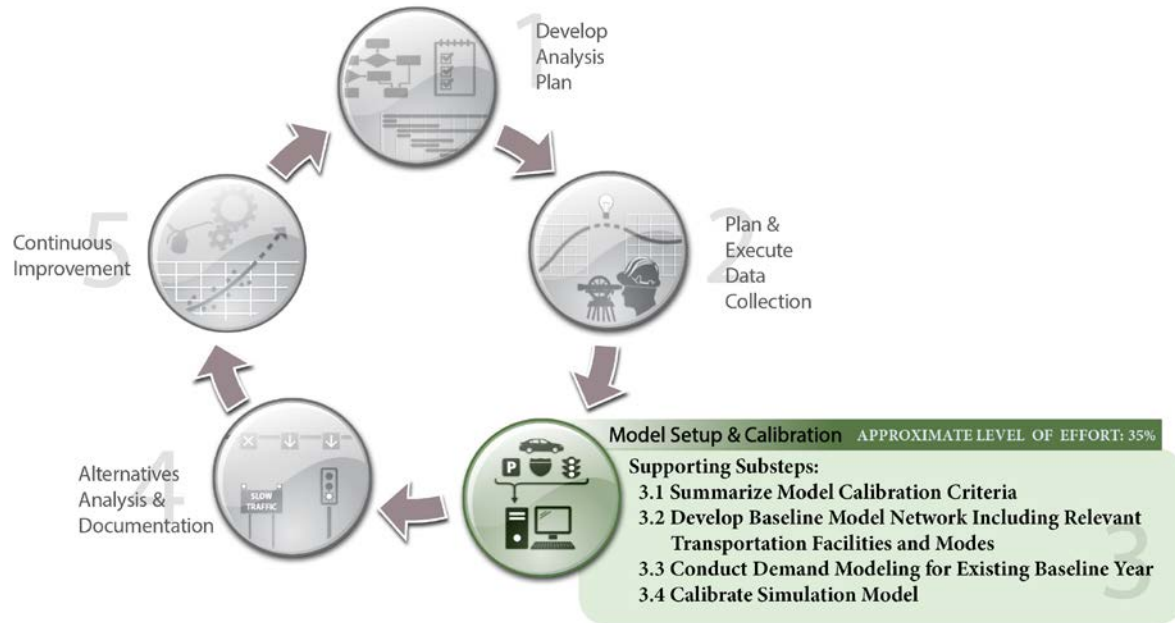 1
Develop
Analysis
Plan
2
Plan &
Execute
Data
Collection
Model Setup & Calibration APPROXIMATE LEVEL OF EFFORT: 35%
Supporting Substeps:
3.1 Summarize Model Calibration Criteria
3.2 Develop Baseline Model Network Including Relevant
Transportation Facilities and Modes
3.3 Conduct Demand Modeling for Existing Baseline Year
3.4 Calibrate Simulation Model
3
P
4
Alternatives
Analysis &
Documentation
X
SLOW
TRAFFIC
5
Continuous
Improvement